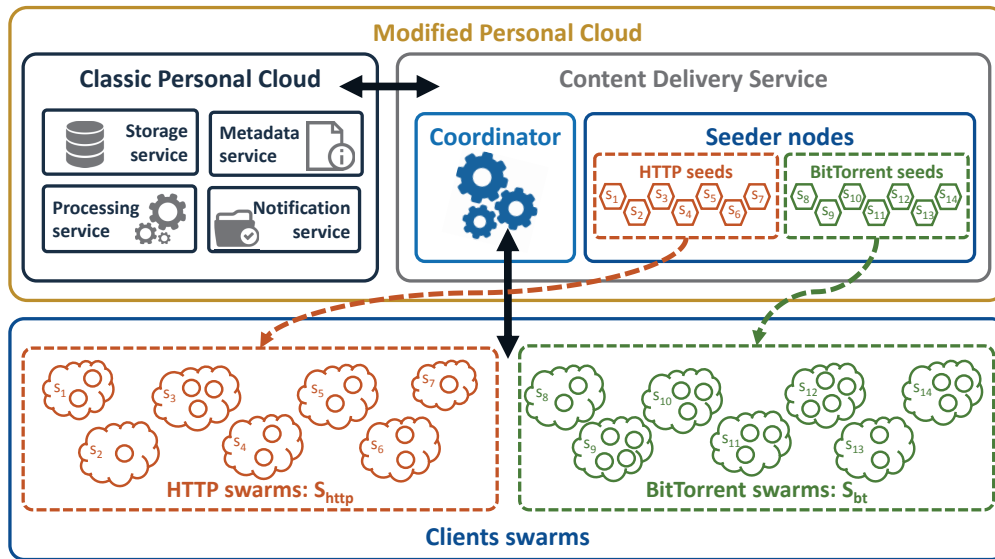 Modified Personal Cloud
Classic Personal Cloud
Storage
service
Metadata
service
Processing
service
Notification
service
Content Delivery Service
Coordinator
Seeder nodes
HTTP seeds
S1 S2 S3 S4 S5 S6 S7
BitTorrent seeds
S8 S9 S10 S11 S12 S13 S14
S1 S2 S3 S4 S5 S6 S7
HTTP swarms: Shttp
S8 S9 S10 S11 S12 S13 S14
BitTorrent swarms: Sbt
Clients swarms